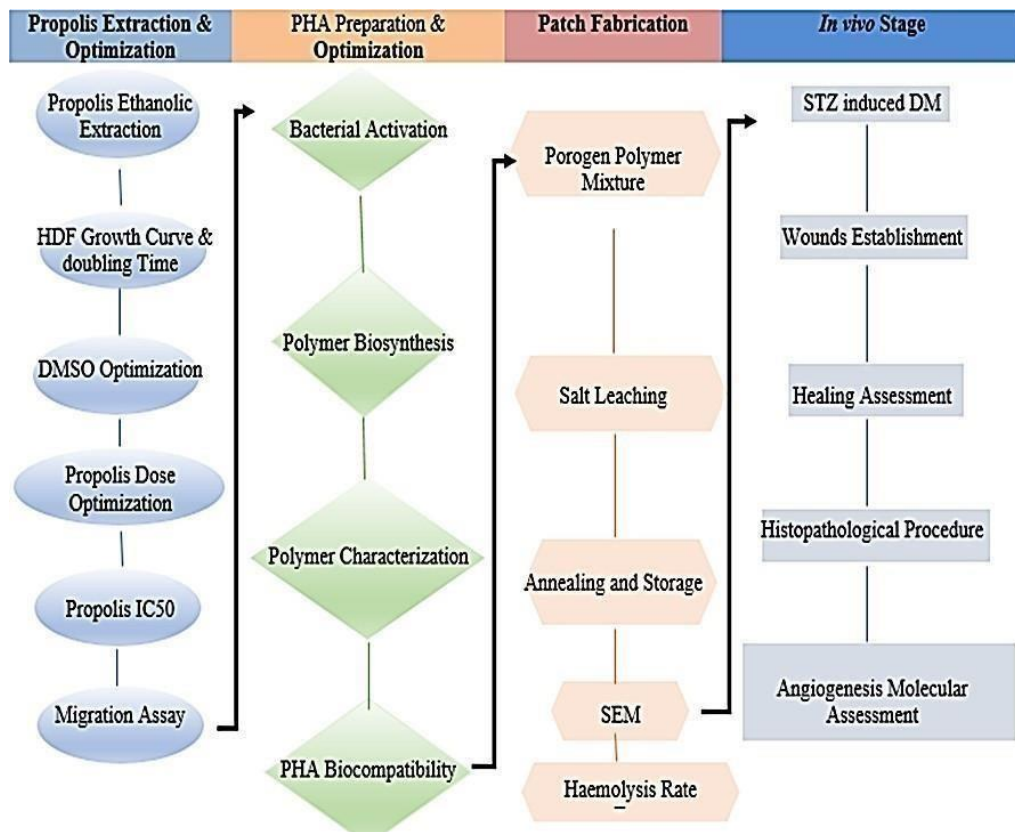 Propolis Extraction &
Optimization
Propolis Ethanolic
Extraction
HDF Growth Curve &
doubling Time
DMSO Optimization
Propolis Dose
Optimization
Propolis IC50
Migration Assay
PHA Preparation &
Optimization
Bacterial Activation
Polymer Biosynthesis
Polymer Characterization
PHA Biocompatibility
Patch Fabrication
Porogen Polymer
Mixture
Salt Leaching
Annealing and Storage
SEM
Haemolysis Rate
In vivo Stage
STZ induced DM
Wounds Establishment
Healing Assessment
Histopathological Procedure
Angiogenesis Molecular
Assessment